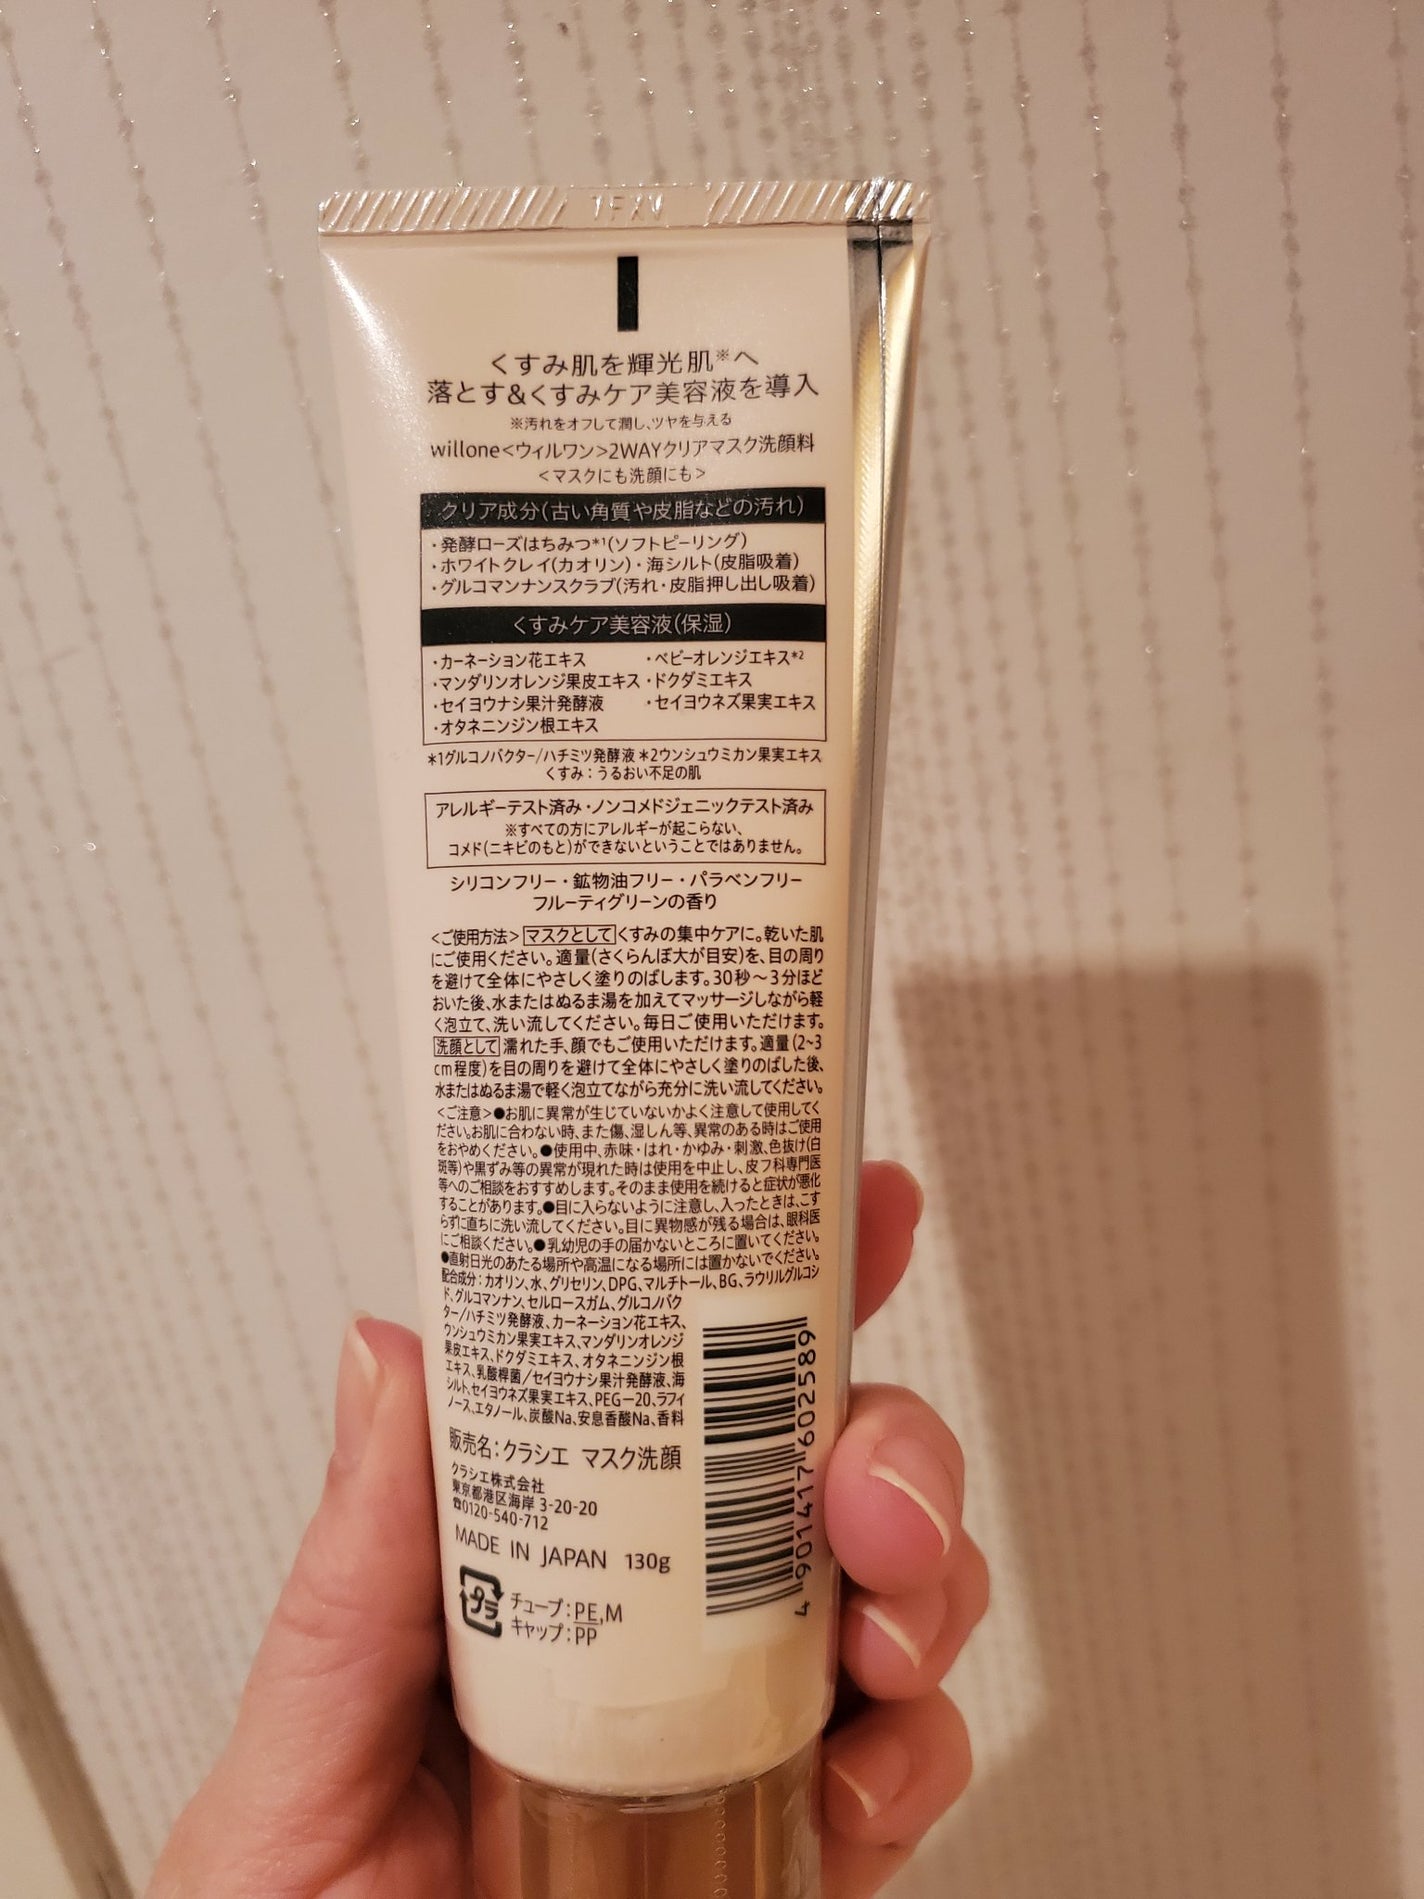 くすみ肌を輝光肌※へ
落とす&くすみケア美容液を導入
※汚れをオフして潤し、ツヤを与える
willone<ウィルワン>2WAYクリアマスク洗顔料
<マスクにも洗顔にも>
クリア成分(古い角質や皮脂などの汚れ)
・発酵ローズはちみつ*1(ソフトピーリング)
・ホワイトクレイ(カオリン)・海シルト(皮脂吸着)
・グルコマンナンスクラブ(汚れ・皮脂押し出し吸着)
くすみケア美容液(保湿)
・カーネーション花エキス ・ベビーオレンジエキス*2
・マンダリンオレンジ果皮エキス・ドクダミエキス
・セイヨウナシ果汁発酵液 ・セイヨウネズ果実エキス
・オタネニンジン根エキス
*1グルコノバクター/ハチミツ発酵液 *2ウンシュウミカン果実エキス
くすみ：うるおい不足の肌
アレルギーテスト済み・ノンコメドジェニックテスト済み
※すべての方にアレルギーが起こらない、
コメド(ニキビのもと)ができないということではありません。
シリコンフリー・鉱物油フリー・パラベンフリー
フルーティグリーンの香り
<ご使用方法>マスクとしてくすみの集中ケアに。乾いた肌
にご使用ください。適量(さくらんぼ大が目安)を、目の周り
を避けて全体にやさしく塗りのばします。30秒～3分ほど
おいた後、水またはぬるま湯を加えてマッサージしながら軽
く泡立て、洗い流してください。毎日ご使用いただけます。
洗顔として濡れた手、顔でもご使用いただけます。適量(2~3
cm程度)を目の周りを避けて全体にやさしく塗りのばした後、
水またはぬるま湯で軽く泡立てながら充分に洗い流してください。
<ご注意>●お肌に異常が生じていないかよく注意して使用してく
ださい。お肌に合わない時、また傷、湿しん等、異常のある時はご使用
をおやめください。●使用中、赤味・はれ・かゆみ・刺激、色抜け(白
斑等)や黒ずみ等の異常が現れた時は使用を中止し、皮フ科専門医
等へのご相談をおすすめします。そのまま使用を続けると症状が悪化
することがあります。●目に入らないように注意し、入ったときは、こす
らずに直ちに洗い流してください。目に異物感が残る場合は、眼科医
にご相談ください。●乳幼児の手の届かないところに置いてください。
●直射日光のあたる場所や高温になる場所には置かないでください。
配合成分：カオリン、水、グリセリン、DPG、マルチトール、BG、ラウリルグルコシ
ド、グルコマンナン、セルロースガム、グルコノバク
ター/ハチミツ発酵液、カーネーション花エキス、
ウンシュウミカン果実エキス、マンダリンオレンジ
果皮エキス、ドクダミエキス、オタネニンジン根
エキス、乳酸桿菌/セイヨウナシ果汁発酵液、海
シルト、セイヨウネズ果実エキス、PEG－20、ラフィ
ノース、エタノール、炭酸Na、安息香酸Na、香料
販売名：クラシエ マスク洗顔
クラシエ株式会社
東京都港区海岸 3-20-20
☎0120-540-712
MADE IN JAPAN 130g
プラ
チューブ：PE,M
キャップ：PP
4 901417 602589